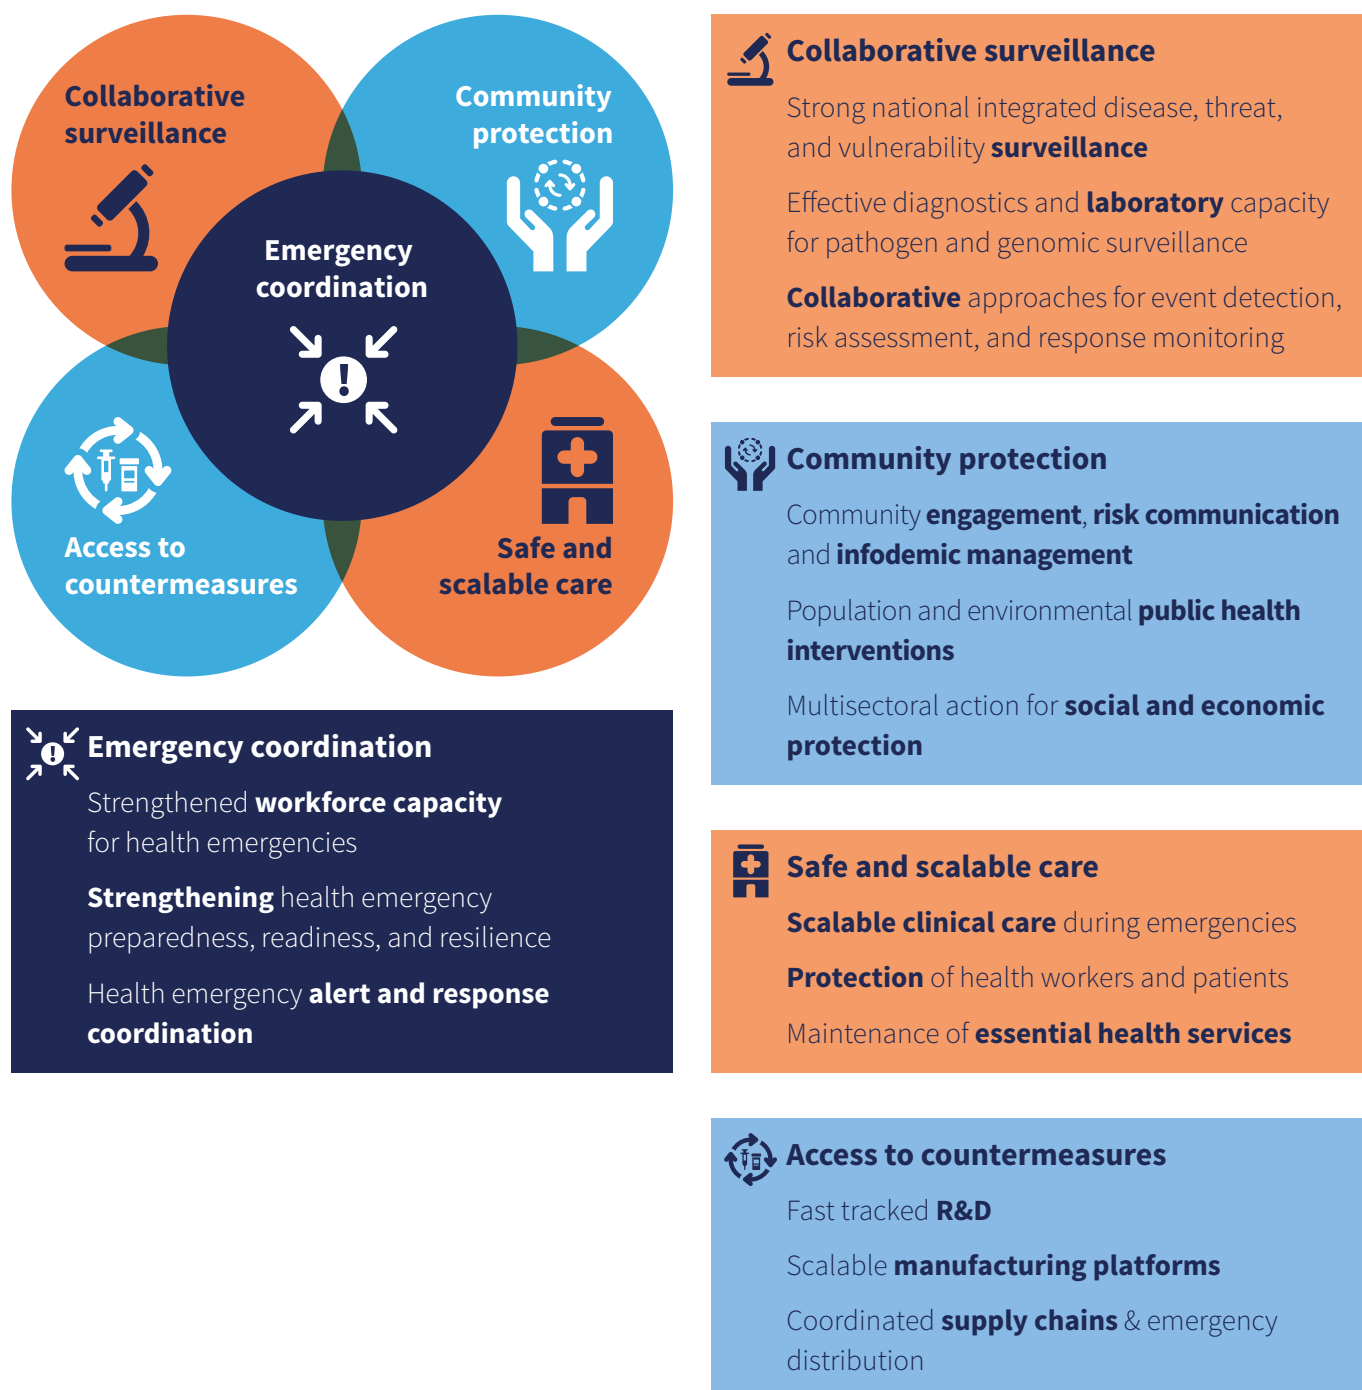 Collaborative
surveillance
Community
protection
Emergency
coordination
Access to
countermeasures
Safe and
scalable care
Emergency coordination
Strengthened workforce capacity
for health emergencies
Strengthening health emergency
preparedness, readiness, and resilience
Health emergency alert and response
coordination
Collaborative surveillance
Strong national integrated disease, threat,
and vulnerability surveillance
Effective diagnostics and laboratory capacity
for pathogen and genomic surveillance
Collaborative approaches for event detection,
risk assessment, and response monitoring
Community protection
Community engagement, risk communication
and infodemic management
Population and environmental public health
interventions
Multisectoral action for social and economic
protection
Safe and scalable care
Scalable clinical care during emergencies
Protection of health workers and patients
Maintenance of essential health services
Access to countermeasures
Fast tracked R&D
Scalable manufacturing platforms
Coordinated supply chains & emergency
distribution